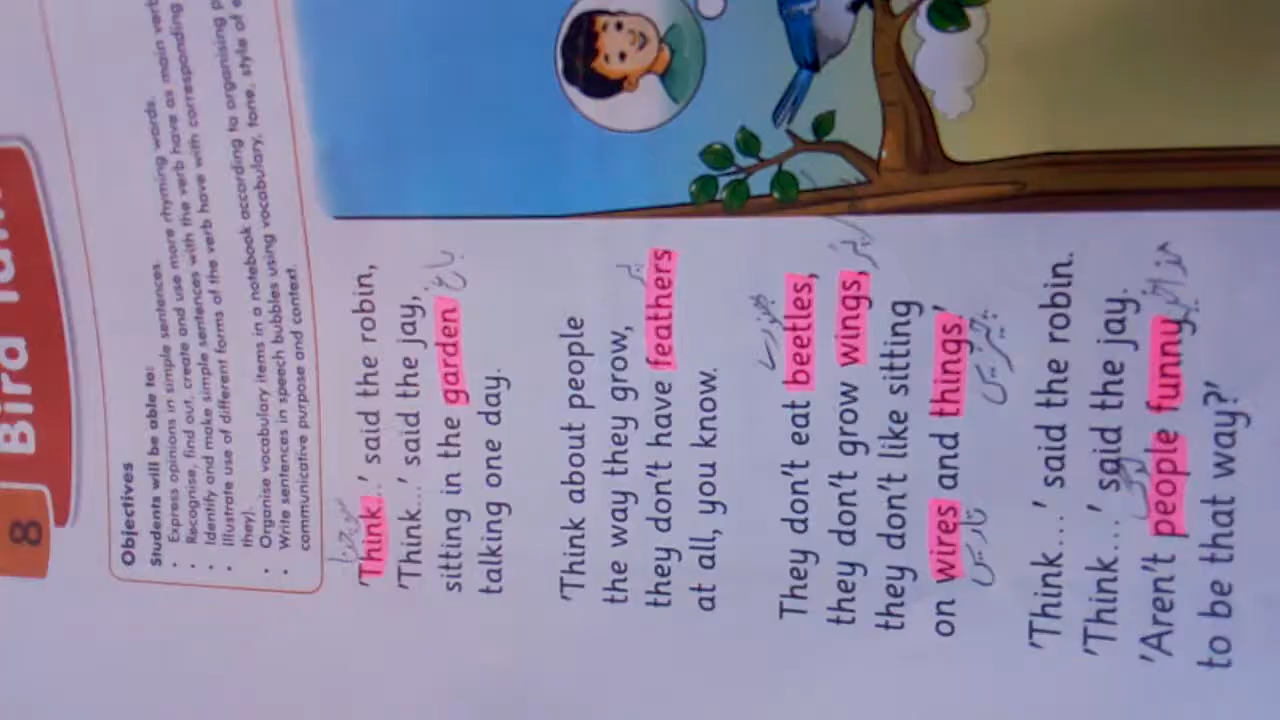 8
Bird
Objectives
Students will be able to:
• Express opinions in simple sentences.
• Recognise, find out, create and use more rhyming words.
• Identify and make simple sentences with the verb have as main verb
• Illustrate use of different forms of the verb have with corresponding
they).
• Organise vocabulary items in a notebook according to organising
• Write sentences in speech bubbles using vocabulary, tone, style of
communicative purpose and context.
سوچنا
'Think...' said the robin,
'Think...' said the jay,
sitting in the garden باغ
talking one day.
'Think about people
the way they grow,
پر
they don't have feathers
at all, you know.
They don't eat beetles,
they don't grow wings, پر
they don't like sitting
on wires and things.'
تاریں چیزیں
'Think...' said the robin.
'Think...' said the jay.
'Aren't people funny
to be that way?'